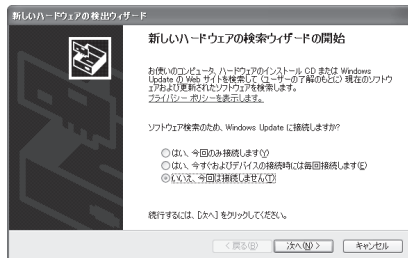 新しいハードウェアの検出ウィザード
新しいハードウェアの検索ウィザードの開始
お使いのコンピュータ、ハードウェアのインストール CD または Windows
Update の Web サイトを検索して (ユーザーの了解のもとに) 現在のソフトウ
ェアおよび更新されたソフトウェアを検索します。
プライバシー ポリシーを表示します。
ソフトウェア検索のため、Windows Update に接続しますか?
はい、今回のみ接続します(Y)
はい、今すぐおよびデバイスの接続時には毎回接続します(E)
いいえ、今回は接続しません(T)
続行するには、[次へ] をクリックしてください。
< 戻る(B)
次へ(N) >
キャンセル